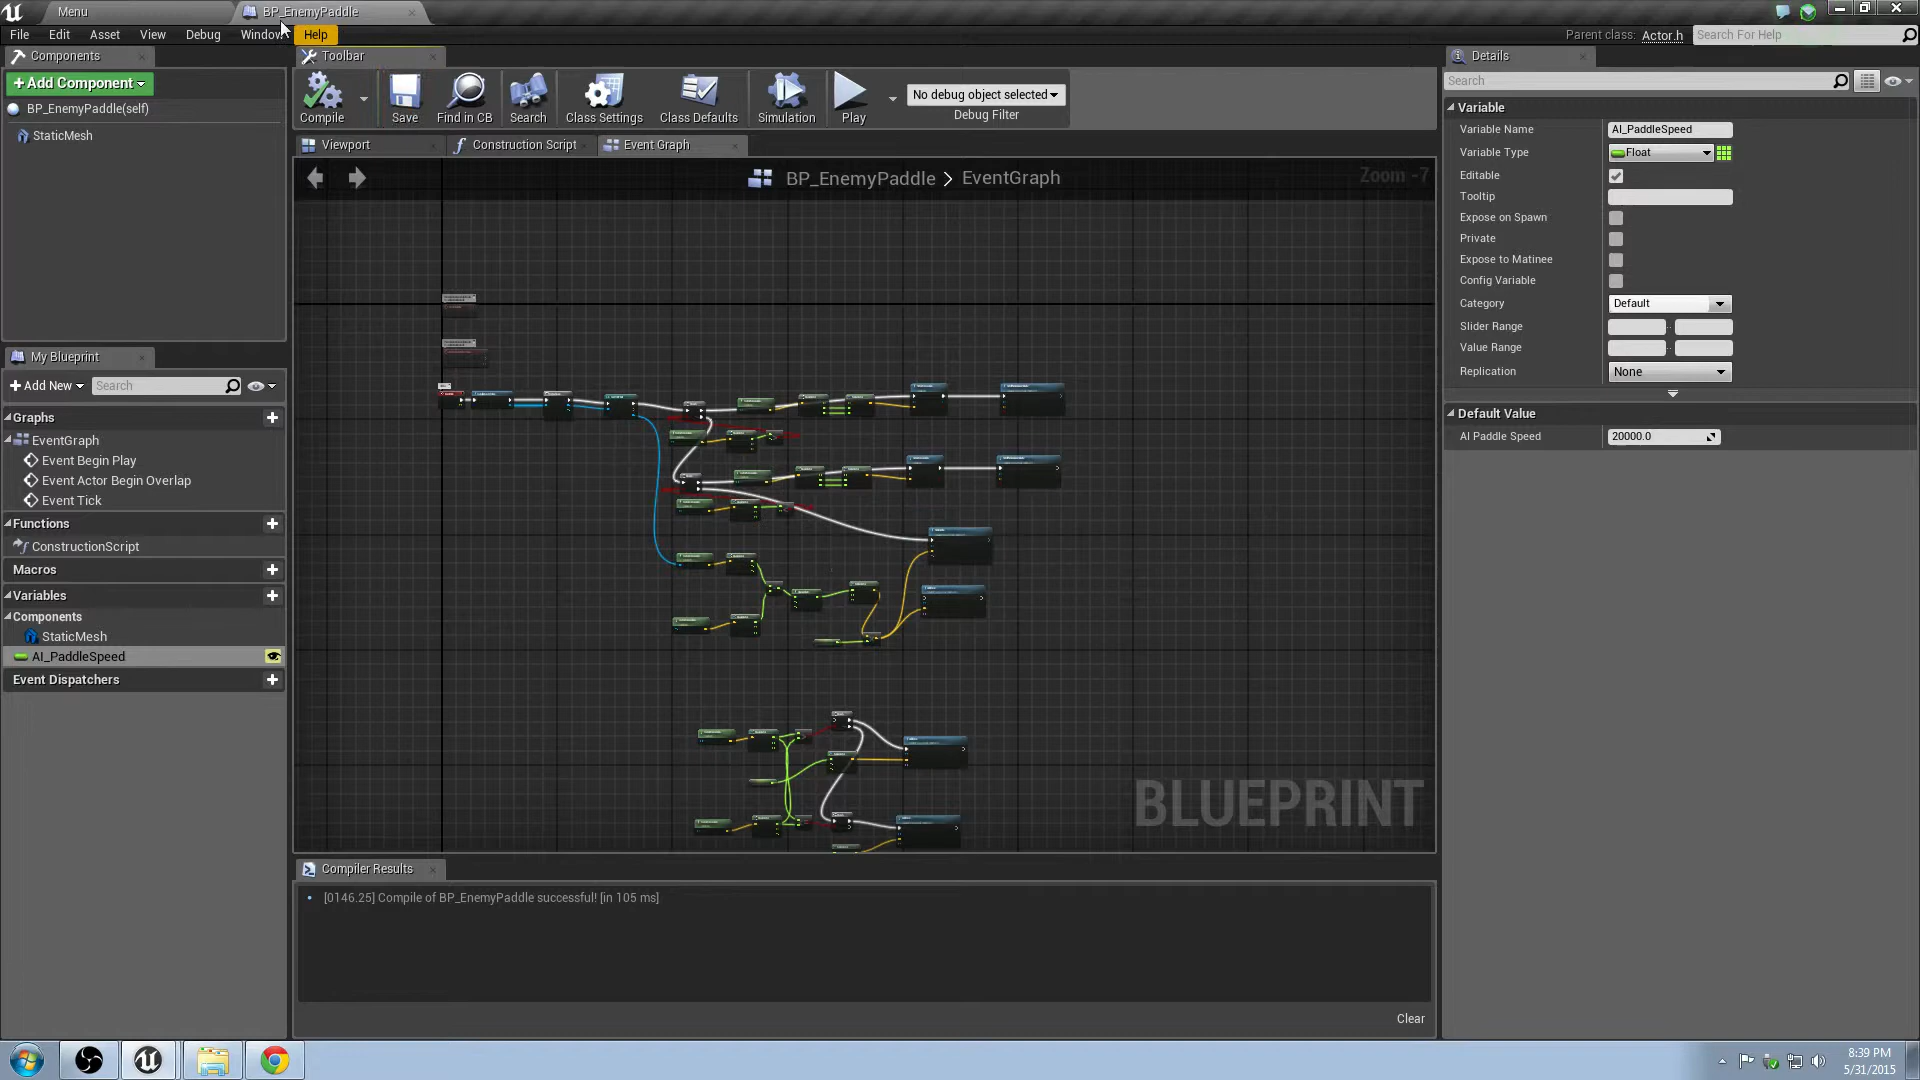 Menu
BP_EnemyPaddle
File Edit Asset View Debug Window Help
Parent class: Actor.h Search For Help
Components
+Add Component
BP_EnemyPaddle(self)
StaticMesh
Toolbar
Compile Save Find in CB Search Class Settings Class Defaults Simulation Play
No debug object selected
Debug Filter
Viewport Construction Script Event Graph
BP_EnemyPaddle > EventGraph
Zoom -7
BLUEPRINT
My Blueprint
+Add New Search
Graphs
EventGraph
Event Begin Play
Event Actor Begin Overlap
Event Tick
Functions
ConstructionScript
Macros
Variables
Components
StaticMesh
AI_PaddleSpeed
Event Dispatchers
Compiler Results
• [0146.25] Compile of BP_EnemyPaddle successful! [in 105 ms]
Clear
Details
Search
Variable
Variable Name AI_PaddleSpeed
Variable Type Float
Editable
Tooltip
Expose on Spawn
Private
Expose to Matinee
Config Variable
Category Default
Slider Range
Value Range
Replication None
Default Value
AI Paddle Speed 20000.0
8:39 PM
5/31/2015